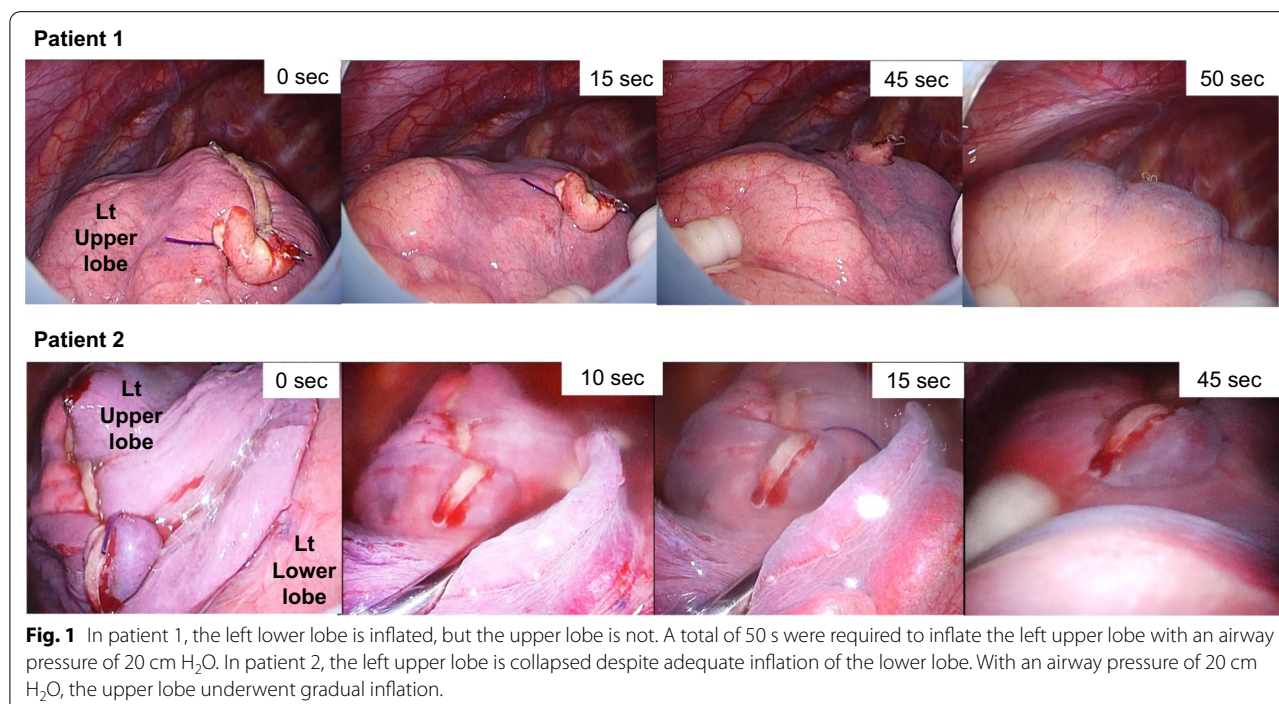 Patient 1
0 sec
15 sec
45 sec
50 sec
Lt
Upper
lobe
Patient 2
0 sec
10 sec
15 sec
45 sec
Lt
Upper
lobe
Lt
Lower
lobe
Fig. 1 In patient 1, the left lower lobe is inflated, but the upper lobe is not. A total of 50 s were required to inflate the left upper lobe with an airway
pressure of 20 cm H₂O. In patient 2, the left upper lobe is collapsed despite adequate inflation of the lower lobe. With an airway pressure of 20 cm
H₂O, the upper lobe underwent gradual inflation.